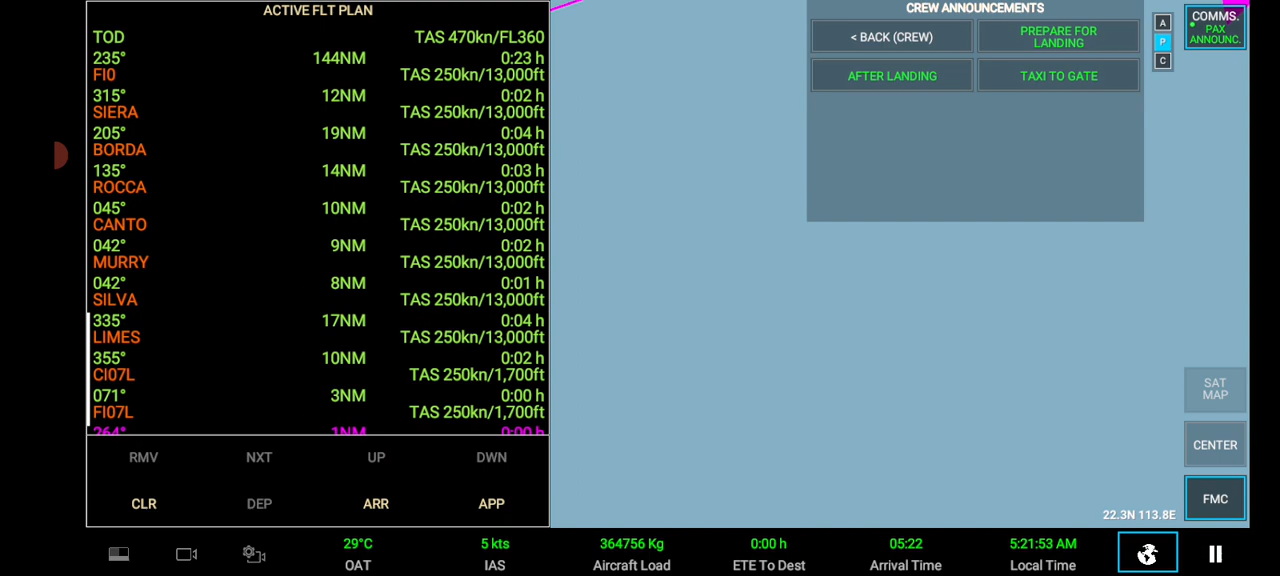 ACTIVE FLT PLAN
TOD TAS 470kn/FL360
235° 144NM 0:23 h
FI0 TAS 250kn/13,000ft
315° 12NM 0:02 h
SIERA TAS 250kn/13,000ft
205° 19NM 0:04 h
BORDA TAS 250kn/13,000ft
135° 14NM 0:03 h
ROCCA TAS 250kn/13,000ft
045° 10NM 0:02 h
CANTO TAS 250kn/13,000ft
042° 9NM 0:02 h
MURRY TAS 250kn/13,000ft
042° 8NM 0:01 h
SILVA TAS 250kn/13,000ft
335° 17NM 0:04 h
LIMES TAS 250kn/13,000ft
355° 10NM 0:02 h
CI07L TAS 250kn/1,700ft
071° 3NM 0:00 h
FI07L TAS 250kn/1,700ft
264° 1NM 0:00 h
RMV NXT UP DWN
CLR DEP ARR APP
CREW ANNOUNCEMENTS
< BACK (CREW)
PREPARE FOR
LANDING
AFTER LANDING
TAXI TO GATE
A
P
C
COMMS.
PAX
ANNOUNC.
SAT
MAP
CENTER
FMC
22.3N 113.8E
29°C 5 kts 364756 Kg 0:00 h 05:22 5:21:53 AM
OAT IAS Aircraft Load ETE To Dest Arrival Time Local Time